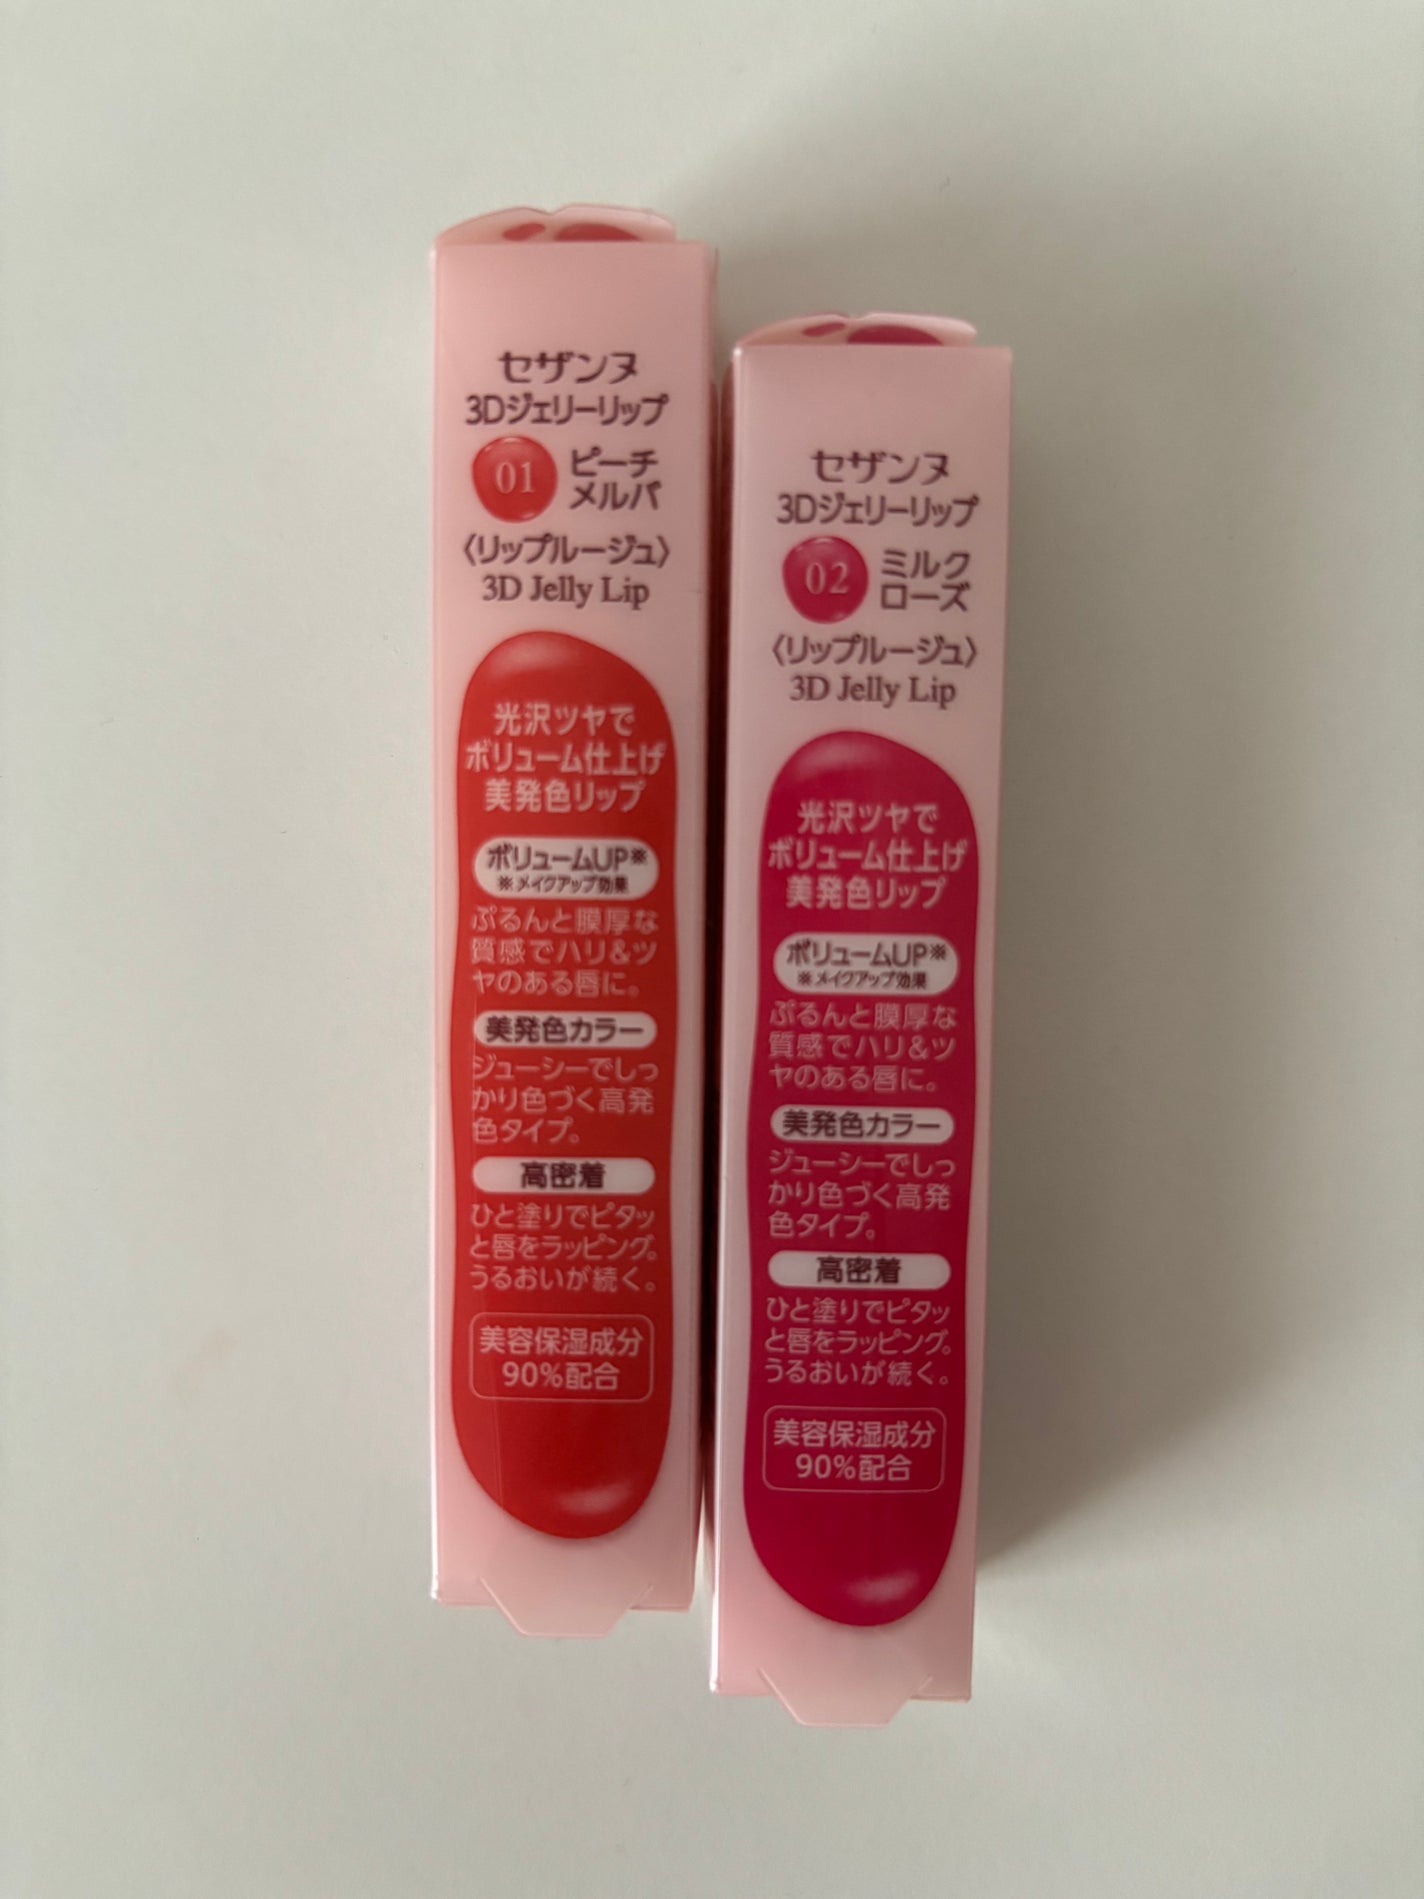 セザンヌ
3Dジェリーリップ
01
ピーチ
メルバ
〈リップルージュ〉
3D Jelly Lip
光沢ツヤで
ボリューム仕上げ
美発色リップ
ボリュームUP※
※メイクアップ効果
ぷるんと膜厚な
質感でハリ&ツ
ヤのある唇に。
美発色カラー
ジューシーでしっ
かり色づく高発
色タイプ。
高密着
ひと塗りでピタッ
と唇をラッピング。
うるおいが続く。
美容保湿成分
90%配合
セザンヌ
3Dジェリーリップ
02
ミルク
ローズ
〈リップルージュ〉
3D Jelly Lip
光沢ツヤで
ボリューム仕上げ
美発色リップ
ボリュームUP※
※メイクアップ効果
ぷるんと膜厚な
質感でハリ&ツ
ヤのある唇に。
美発色カラー
ジューシーでしっ
かり色づく高発
色タイプ。
高密着
ひと塗りでピタッ
と唇をラッピング。
うるおいが続く。
美容保湿成分
90%配合